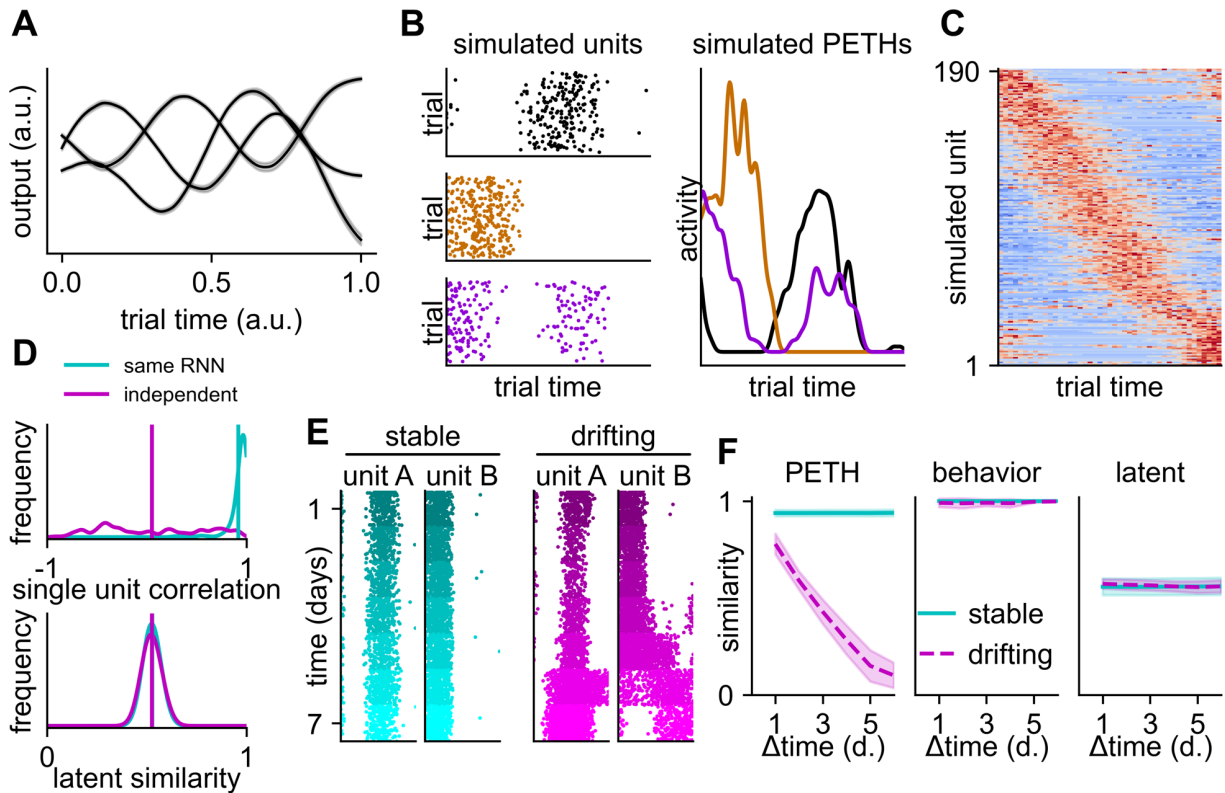 A
output (a.u.)
0.0
0.5
1.0
trial time (a.u.)
B
simulated units
simulated PETHs
trial
trial
trial
trial time
activity
trial time
C
190
simulated unit
1
trial time
D
same RNN
independent
frequency
-1
1
single unit correlation
frequency
0
1
latent similarity
E
stable
drifting
unit A
unit B
unit A
unit B
1
time (days)
7
F
PETH
behavior
latent
1
similarity
0
stable
drifting
1
3
5
1
3
5
1
3
5
Δtime (d.)
Δtime (d.)
Δtime (d.)